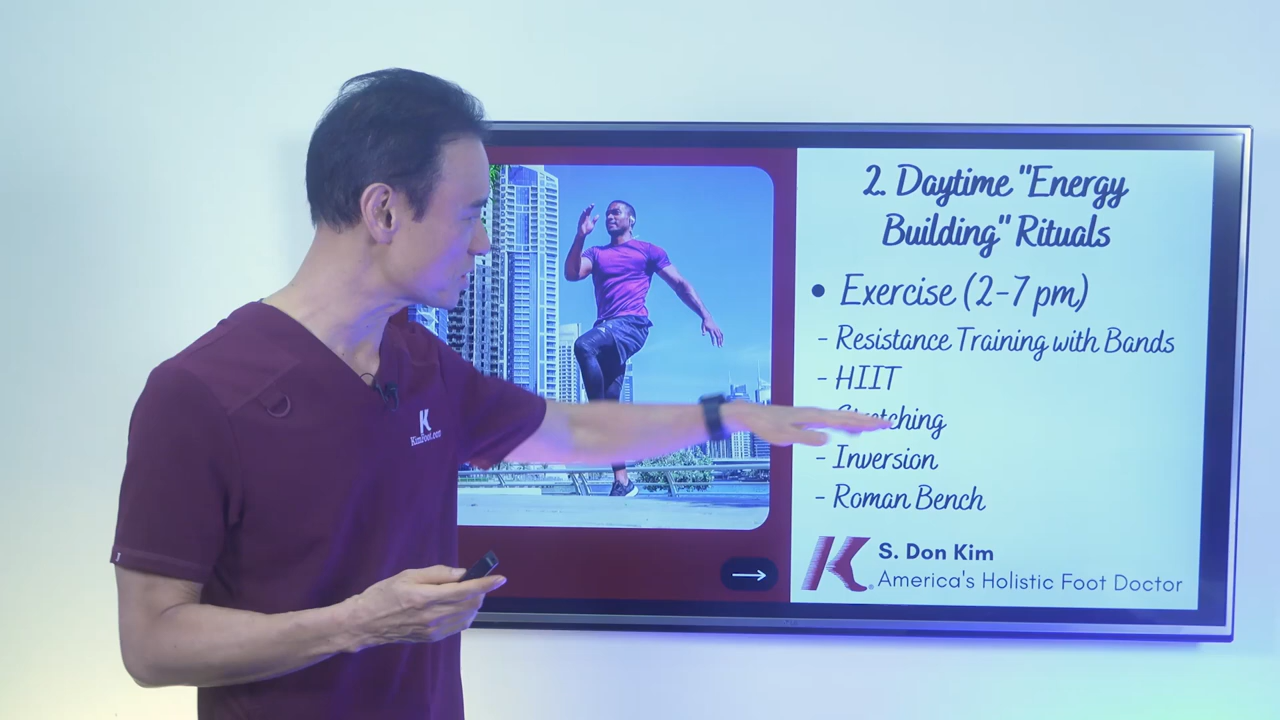 2. Daytime "Energy
Building" Rituals
• Exercise (2-7 pm)
- Resistance Training with Bands
- HIIT
- Stretching
- Inversion
- Roman Bench
K
S. Don Kim
America's Holistic Foot Doctor
K
KimFoot.com